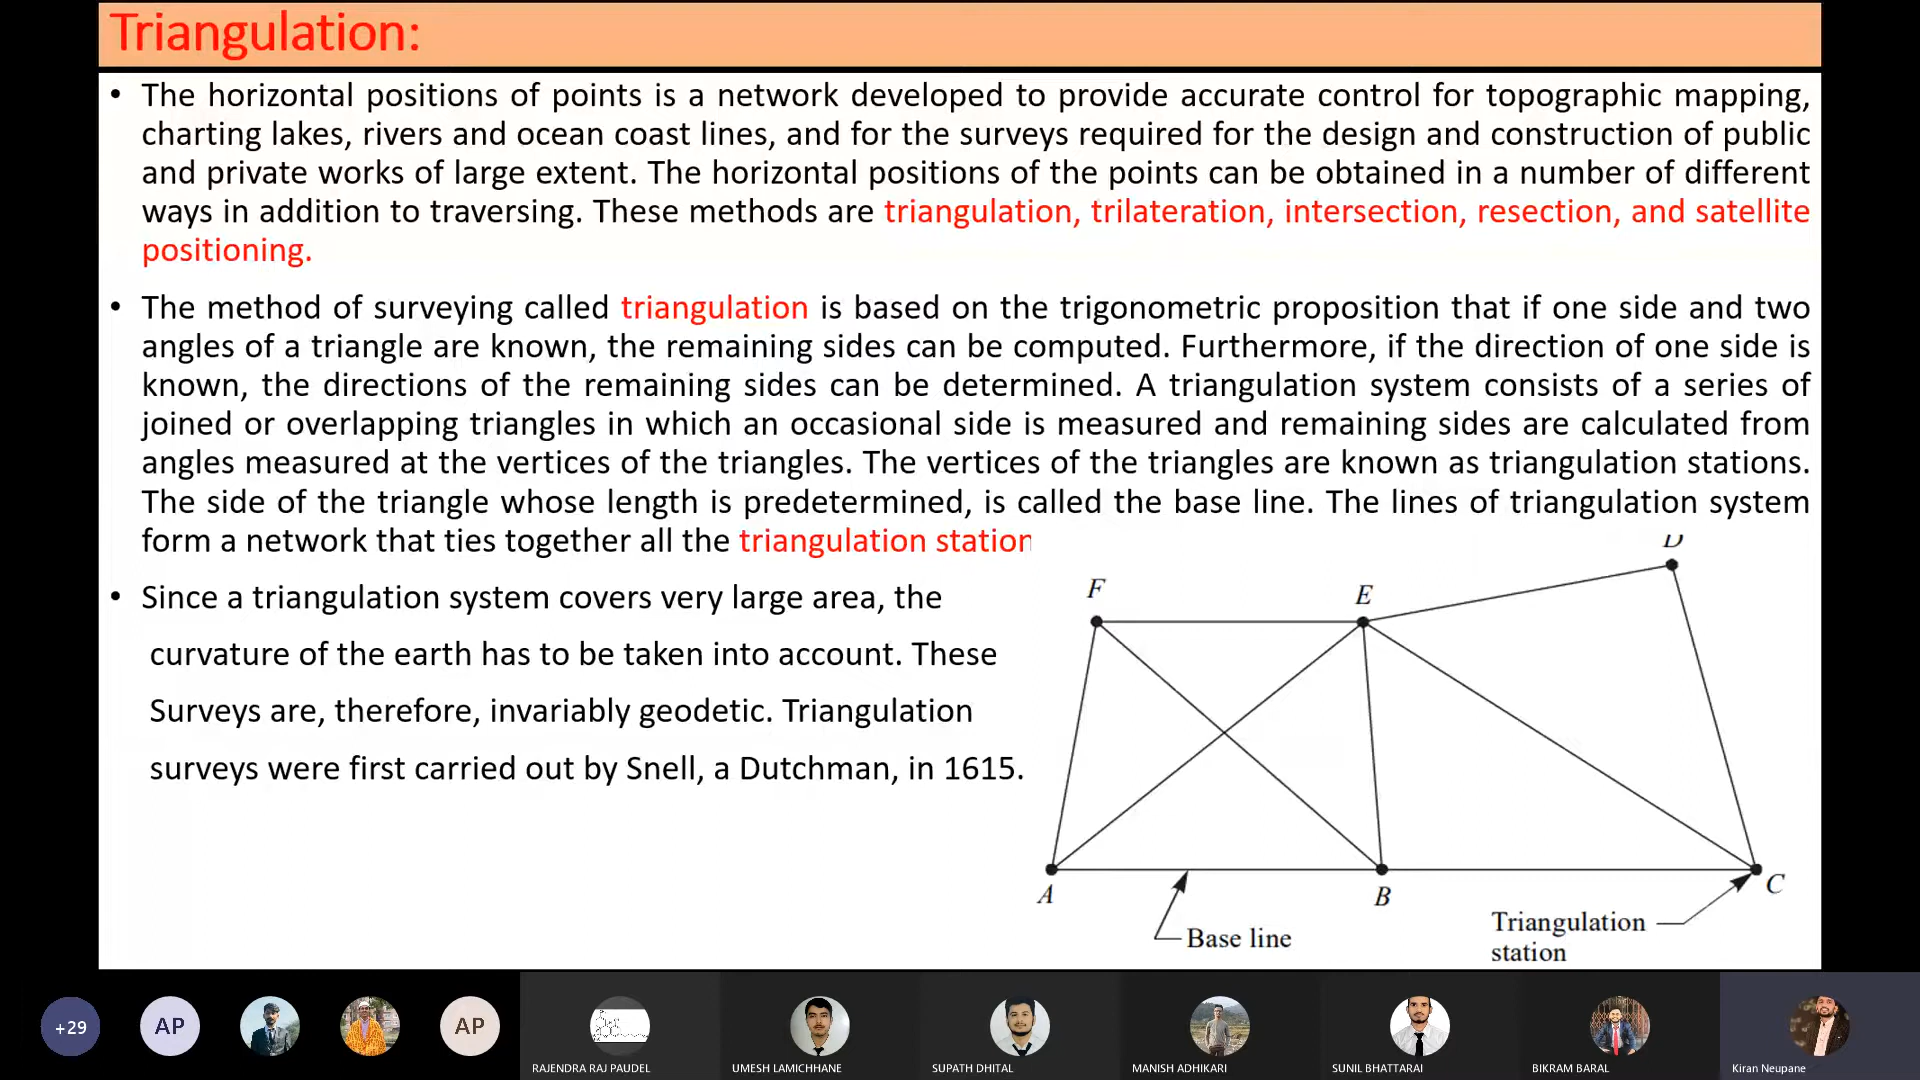 Triangulation:
• The horizontal positions of points is a network developed to provide accurate control for topographic mapping,
charting lakes, rivers and ocean coast lines, and for the surveys required for the design and construction of public
and private works of large extent. The horizontal positions of the points can be obtained in a number of different
ways in addition to traversing. These methods are triangulation, trilateration, intersection, resection, and satellite
positioning.
• The method of surveying called triangulation is based on the trigonometric proposition that if one side and two
angles of a triangle are known, the remaining sides can be computed. Furthermore, if the direction of one side is
known, the directions of the remaining sides can be determined. A triangulation system consists of a series of
joined or overlapping triangles in which an occasional side is measured and remaining sides are calculated from
angles measured at the vertices of the triangles. The vertices of the triangles are known as triangulation stations.
The side of the triangle whose length is predetermined, is called the base line. The lines of triangulation system
form a network that ties together all the triangulation station
• Since a triangulation system covers very large area, the
curvature of the earth has to be taken into account. These
Surveys are, therefore, invariably geodetic. Triangulation
surveys were first carried out by Snell, a Dutchman, in 1615.
D
F
E
A
B
C
Base line
Triangulation
station
+29
AP
AP
RAJENDRA RAJ PAUDEL
UMESH LAMICHHANE
SUPATH DHITAL
MANISH ADHIKARI
SUNIL BHATTARAI
BIKRAM BARAL
Kiran Neupane